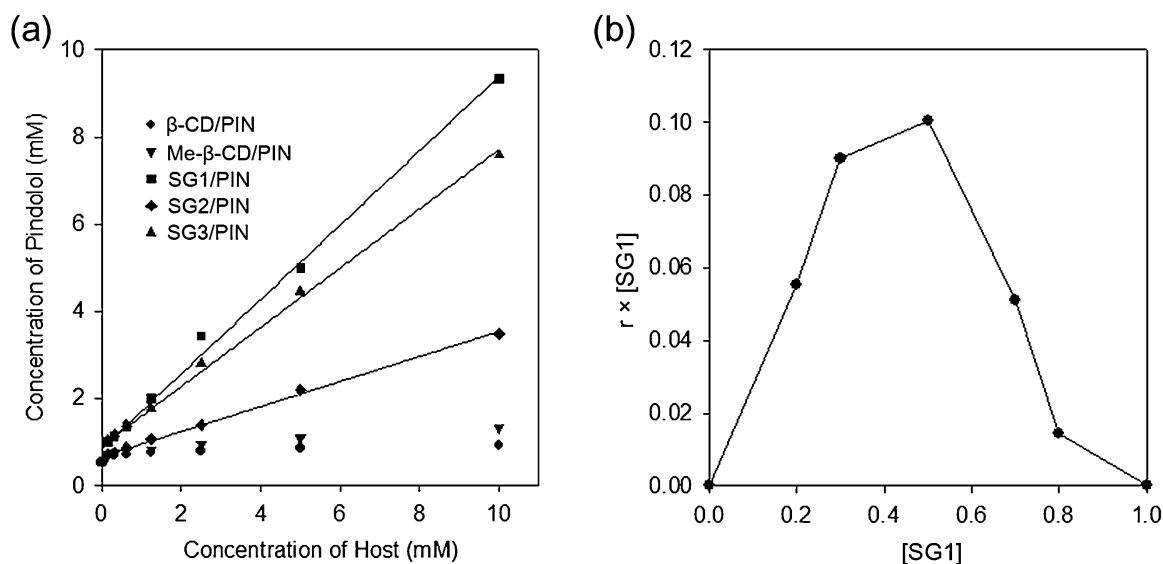 (a)
Concentration of Pindolol (mM)
10
8
6
4
2
0
β-CD/PIN
Me-β-CD/PIN
SG1/PIN
SG2/PIN
SG3/PIN
0 2 4 6 8 10
Concentration of Host (mM)
(b)
r × [SG1]
0.12
0.10
0.08
0.06
0.04
0.02
0.00
0.0 0.2 0.4 0.6 0.8 1.0
[SG1]